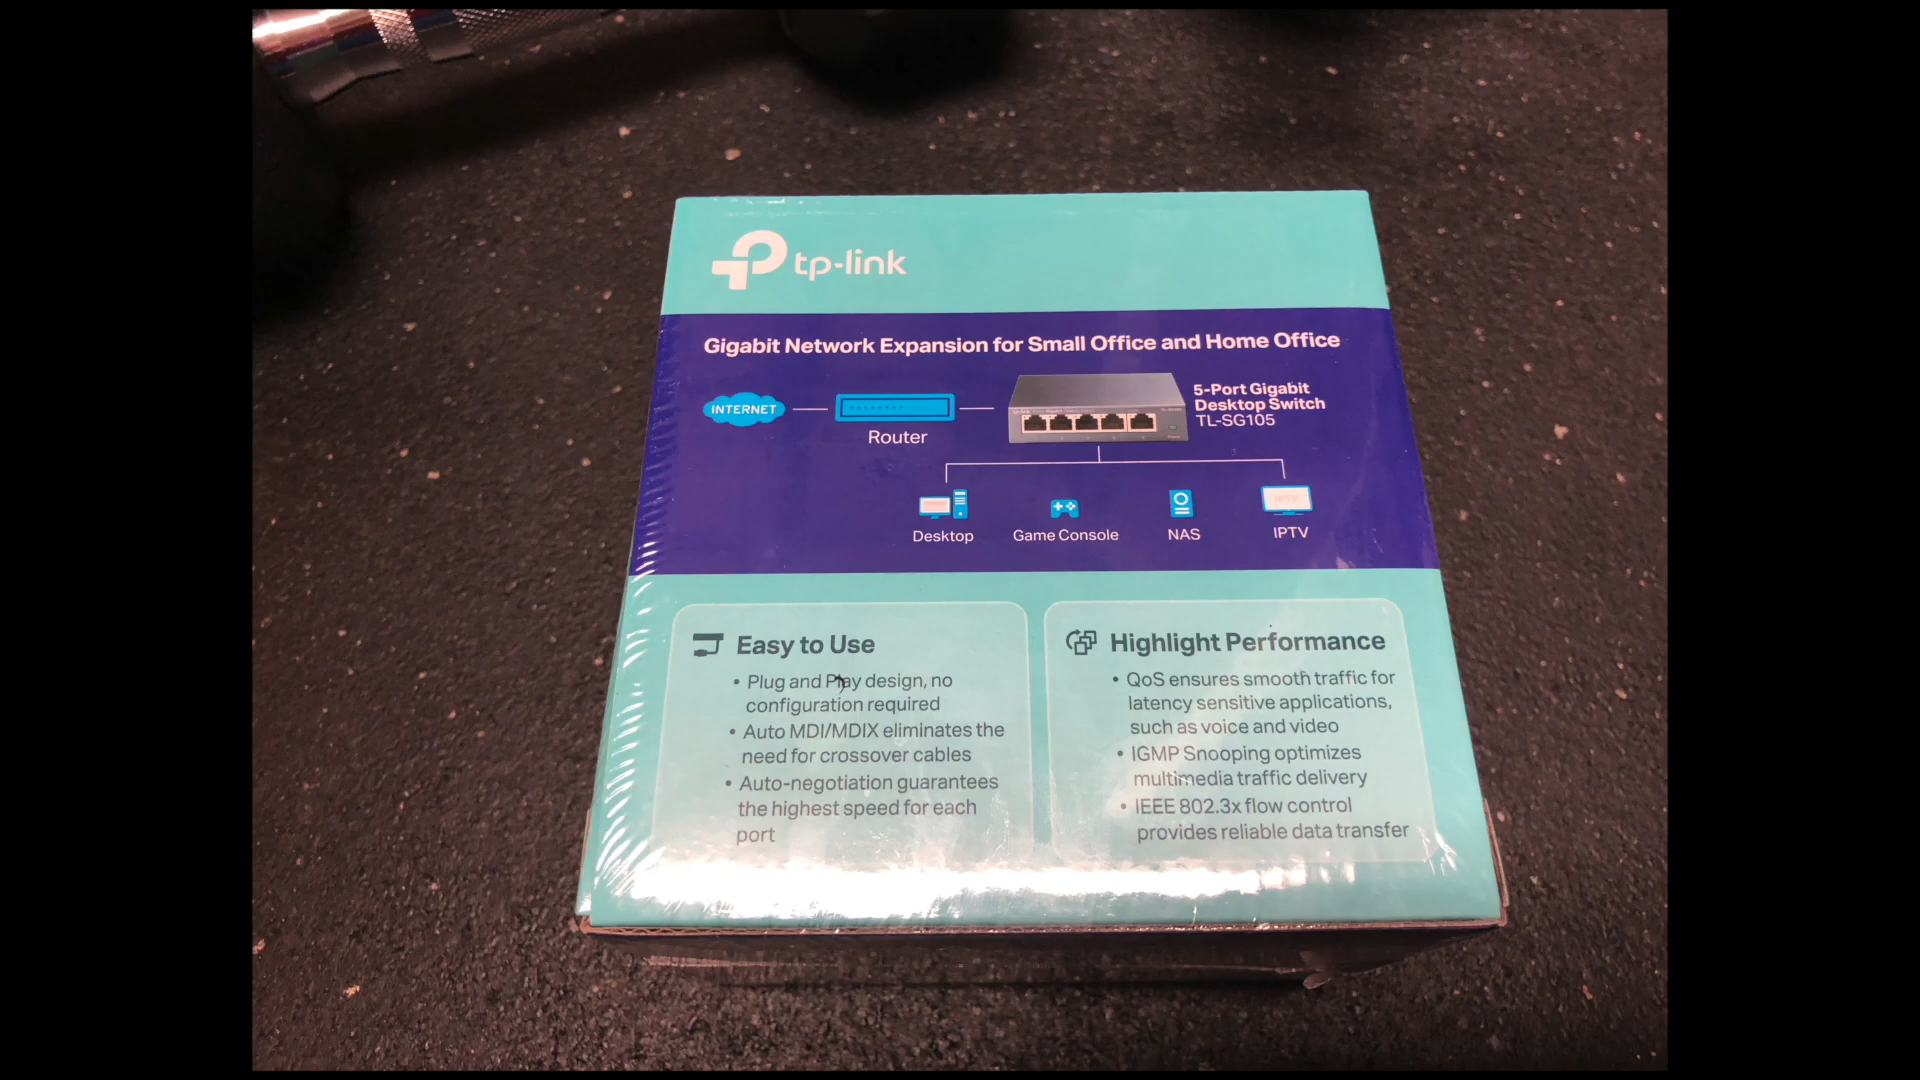 tp-link
Gigabit Network Expansion for Small Office and Home Office
INTERNET
Router
5-Port Gigabit
Desktop Switch
TL-SG105
Desktop
Game Console
NAS
IPTV
IPTV
Easy to Use
• Plug and Play design, no
configuration required
• Auto MDI/MDIX eliminates the
need for crossover cables
• Auto-negotiation guarantees
the highest speed for each
port
Highlight Performance
• QoS ensures smooth traffic for
latency sensitive applications,
such as voice and video
• IGMP Snooping optimizes
multimedia traffic delivery
• IEEE 802.3x flow control
provides reliable data transfer